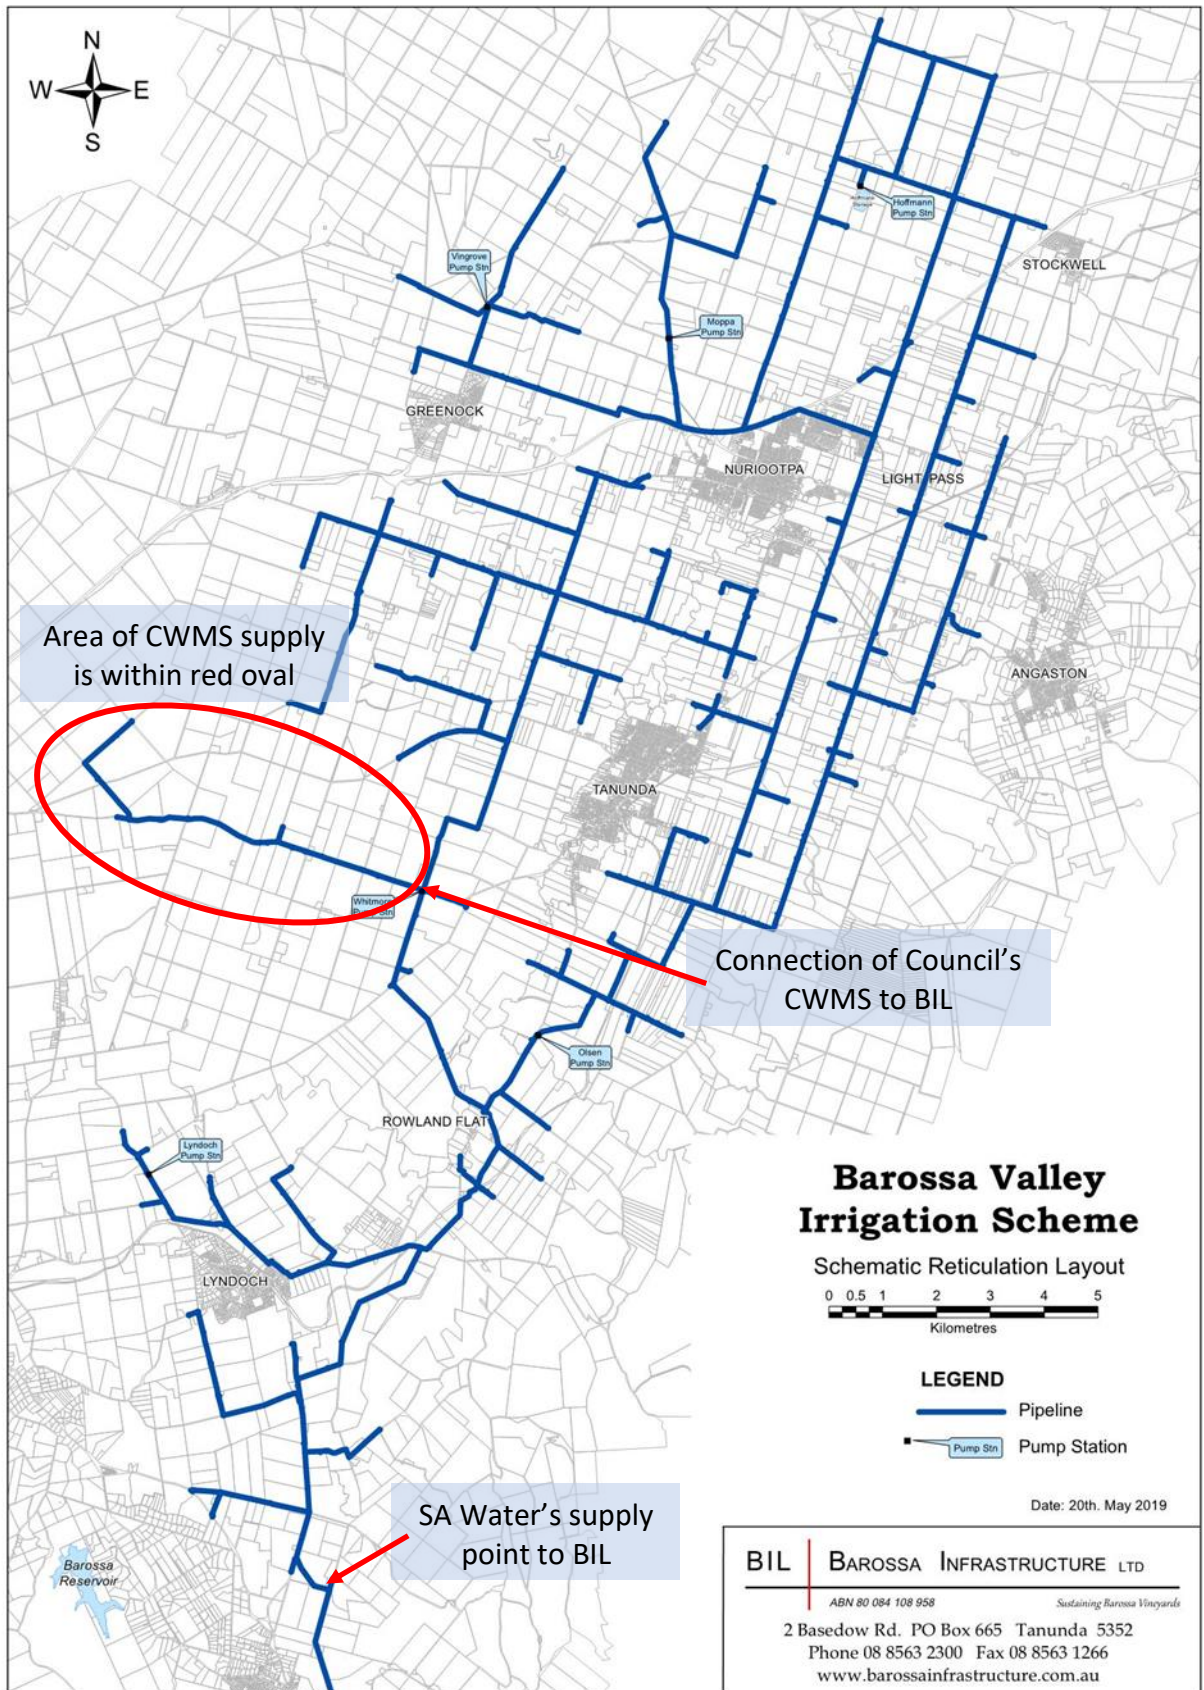 N
W E
S
Hoffmann
Pump Stn
STOCKWELL
Vingrove
Pump Stn
Moppa
Pump Stn
GREENOCK
NURIOOTPA
LIGHT PASS
Area of CWMS supply
is within red oval
ANGASTON
TANUNDA
Whitmore
Pump Stn
Connection of Council’s
CWMS to BIL
Olsen
Pump Stn
ROWLAND FLAT
Lyndoch
Pump Stn
LYNDOCH
Barossa Valley
Irrigation Scheme
Schematic Reticulation Layout
0 0.5 1 2 3 4 5
Kilometres
LEGEND
Pipeline
Pump Stn Pump Station
SA Water’s supply
point to BIL
Date: 20th. May 2019
Barossa
Reservoir
BIL BAROSSA INFRASTRUCTURE LTD
ABN 80 084 108 958 Sustaining Barossa Vineyards
2 Basedow Rd. PO Box 665 Tanunda 5352
Phone 08 8563 2300 Fax 08 8563 1266
www.barossainfrastructure.com.au